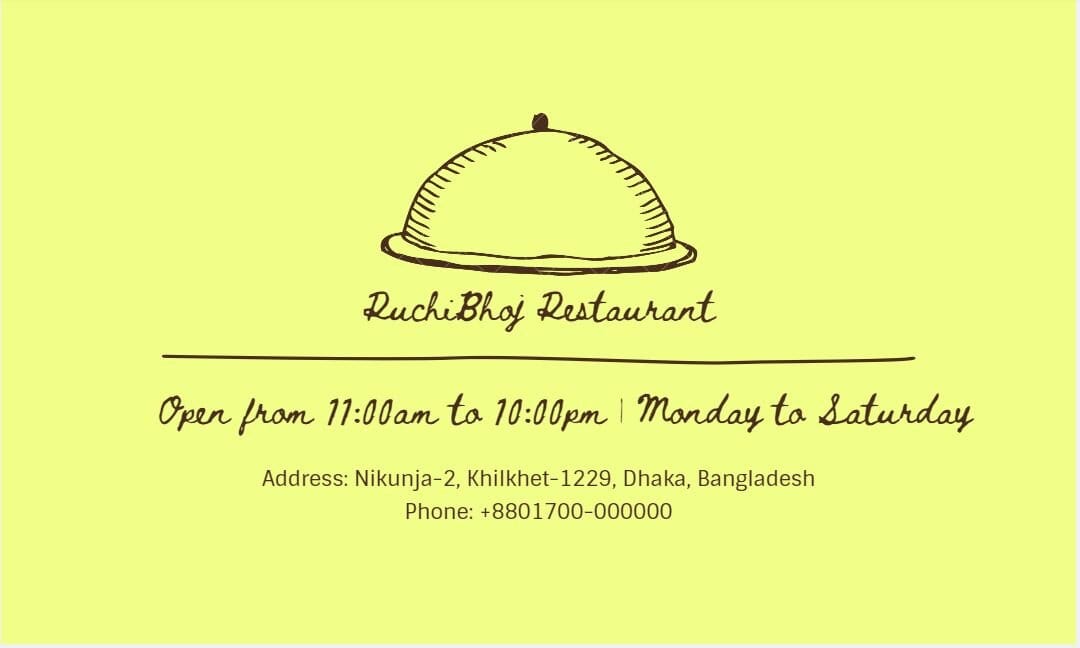 RuchiBhoj Restaurant
Open from 11:00am to 10:00pm | Monday to Saturday
Address: Nikunja-2, Khilkhet-1229, Dhaka, Bangladesh
Phone: +8801700-000000